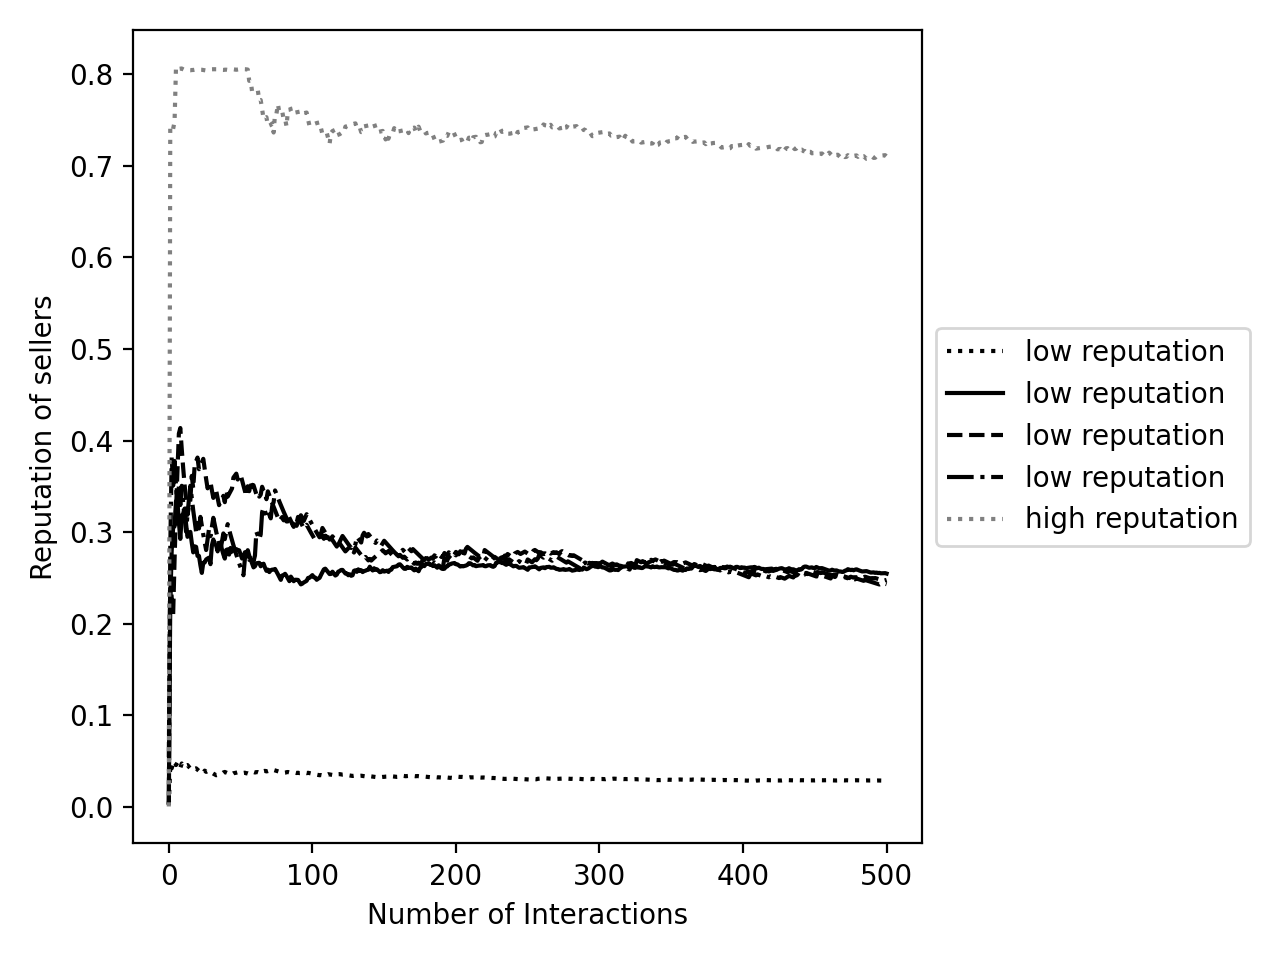 0.8
0.7
0.6
0.5
0.4
0.3
0.2
0.1
0.0
Reputation of sellers
0 100 200 300 400 500
Number of Interactions
low reputation
low reputation
low reputation
low reputation
high reputation